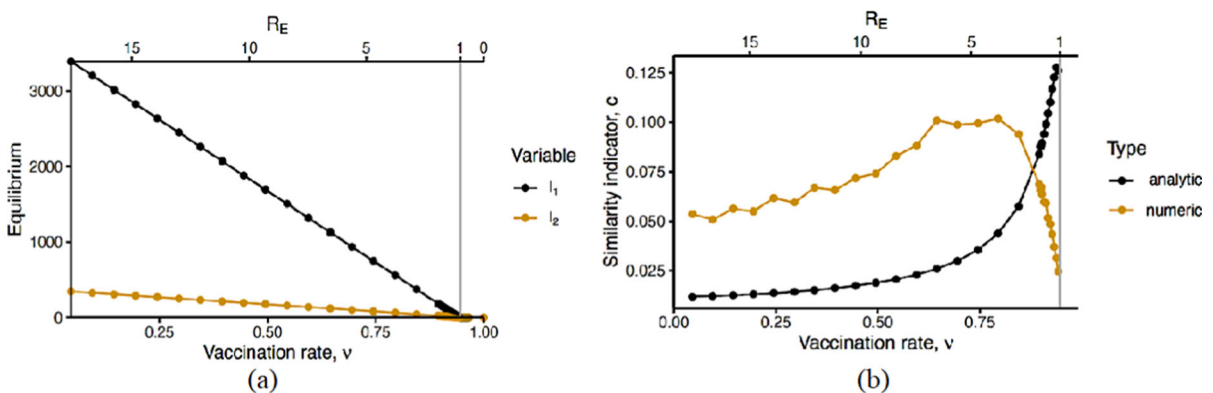 R_E
15 10 5 1 0
Equilibrium
3000
2000
1000
0
0.25 0.50 0.75 1.00
Vaccination rate, ν
Variable
I₁
I₂
(a)
R_E
15 10 5 1
Similarity indicator, c
0.125
0.100
0.075
0.050
0.025
0.00 0.25 0.50 0.75
Vaccination rate, ν
Type
analytic
numeric
(b)